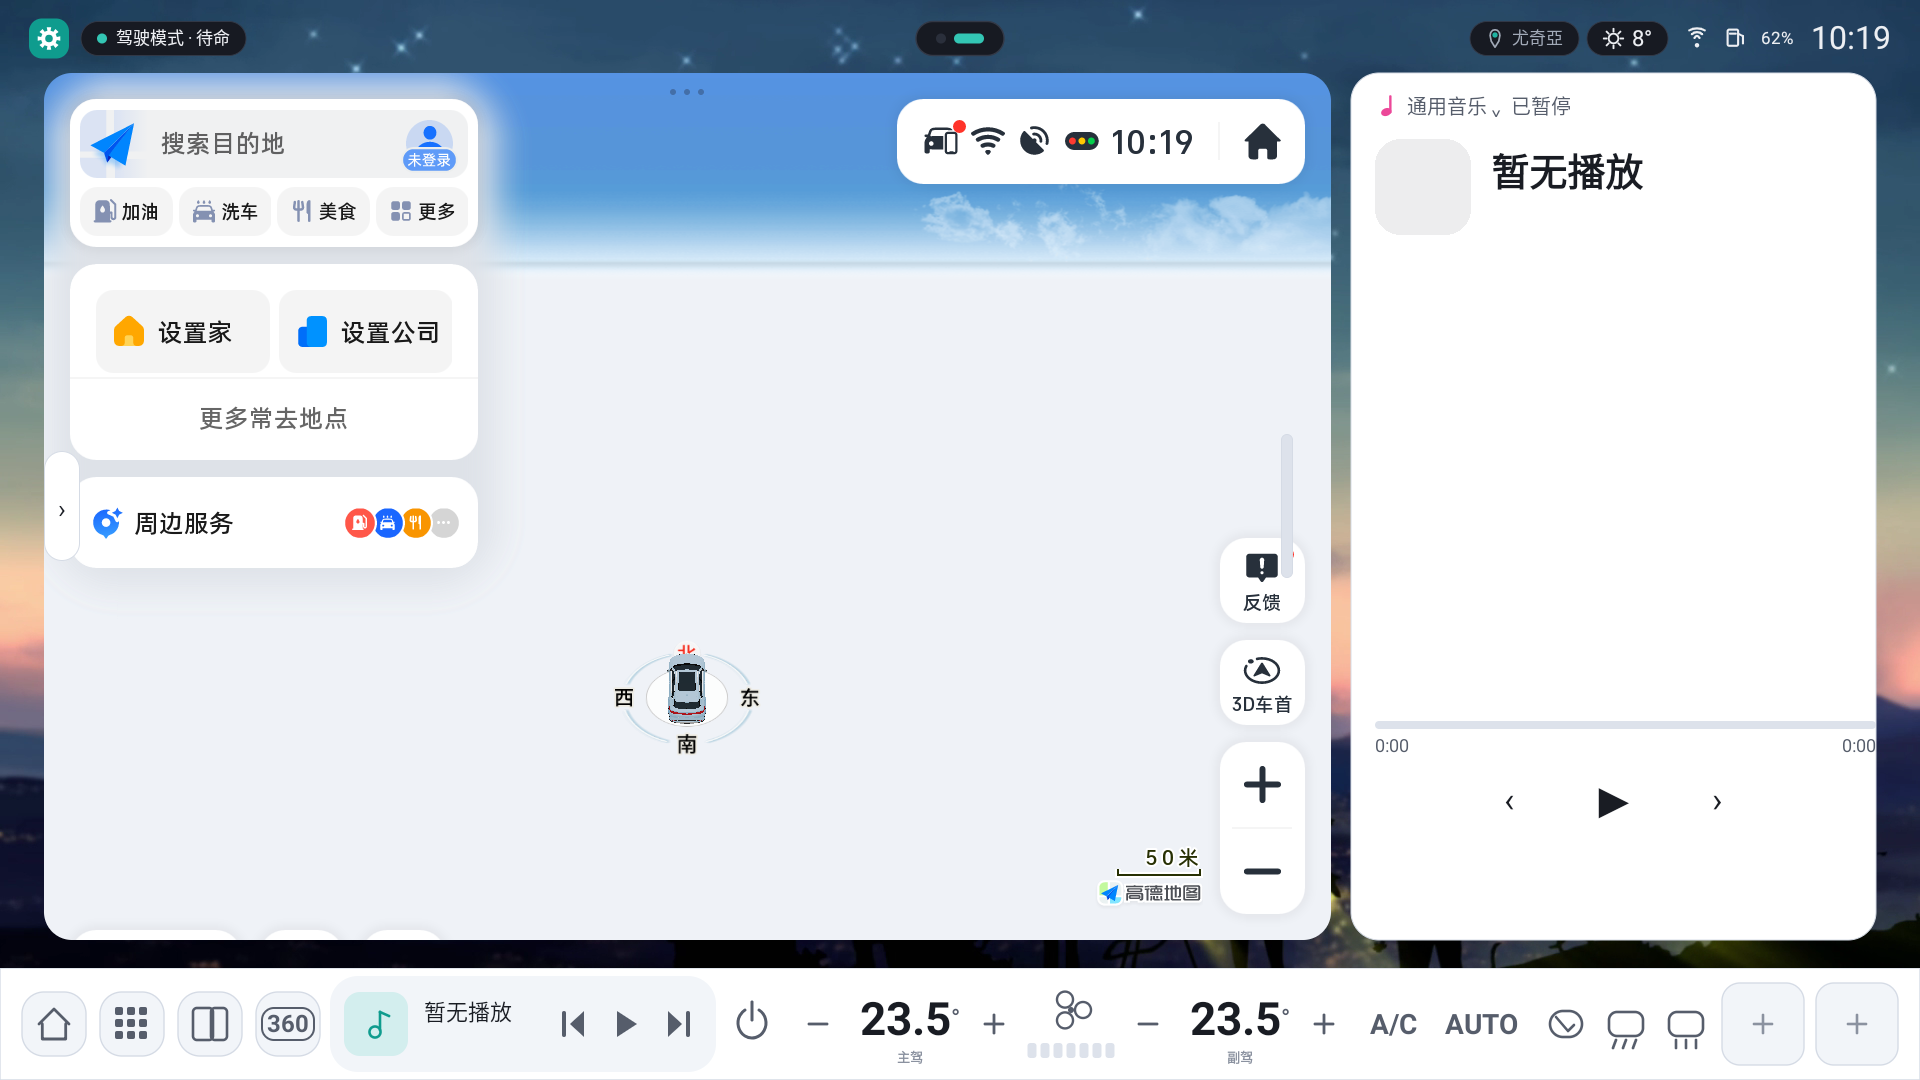 驾驶模式 · 待命
尤奇亞
8°
62%
10:19
搜索目的地
未登录
加油
洗车
美食
更多
10:19
设置家
设置公司
更多常去地点
周边服务
北
西
东
南
反馈
3D车首
50米
高德地图
通用音乐
已暂停
暂无播放
0:00
0:00
360
暂无播放
23.5°
主驾
23.5°
副驾
A/C
AUTO